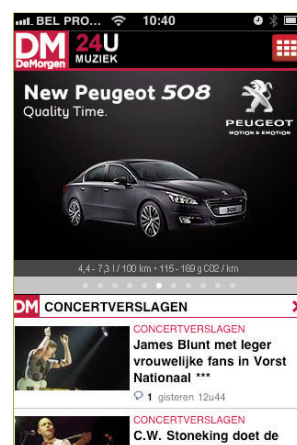 BEL PRO... 10:40
DM 24U
DeMorgen MUZIEK
New Peugeot 508
Quality Time.
PEUGEOT
MOTION & EMOTION
508
4,4 - 7,3 l / 100 km - 115 - 169 g CO2 / km
DM CONCERTVERSLAGEN
CONCERTVERSLAGEN
James Blunt met leger
vrouwelijke fans in Vorst
Nationaal ***
1 gisteren 12u44
CONCERTVERSLAGEN
C.W. Stoneking doet de